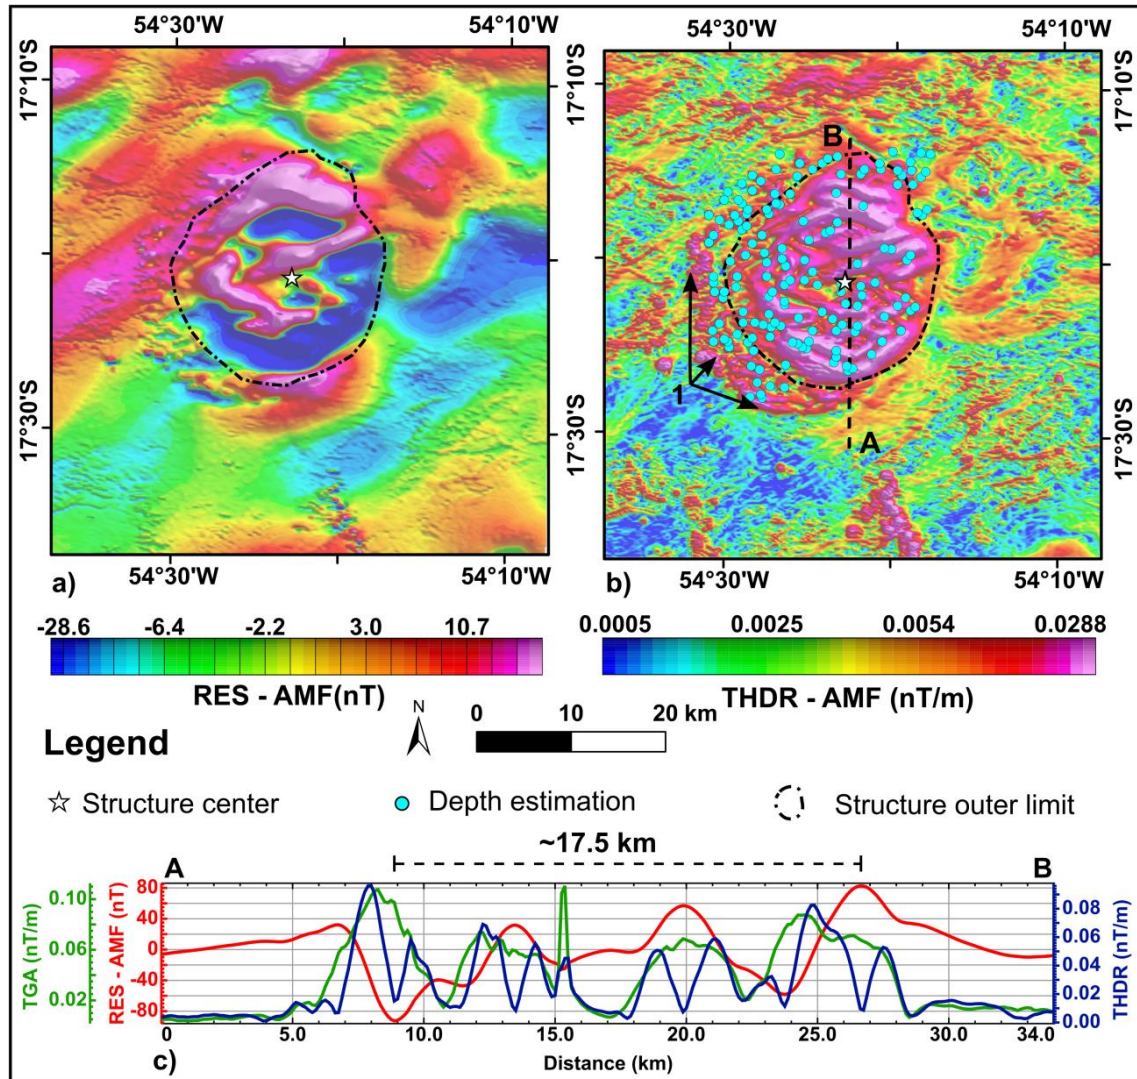 54°30'W 54°10'W 54°30'W 54°10'W
17°10'S 17°10'S 17°10'S
B
1
A
17°30'S 17°30'S 17°30'S
a) 54°30'W 54°10'W b) 54°30'W 54°10'W
-28.6 -6.4 -2.2 3.0 10.7
RES - AMF(nT)
0.0005 0.0025 0.0054 0.0288
THDR - AMF (nT/m)
N
0 10 20 km
Legend
Structure center
Depth estimation
Structure outer limit
~17.5 km
A B
TGA (nT/m)
0.10
0.06
0.02
RES - AMF (nT)
80
40
0
-40
-80
0.08
0.06
0.04
0.02
0.00
THDR (nT/m)
0 5.0 10.0 15.0 20.0 25.0 30.0 34.0
c) Distance (km)